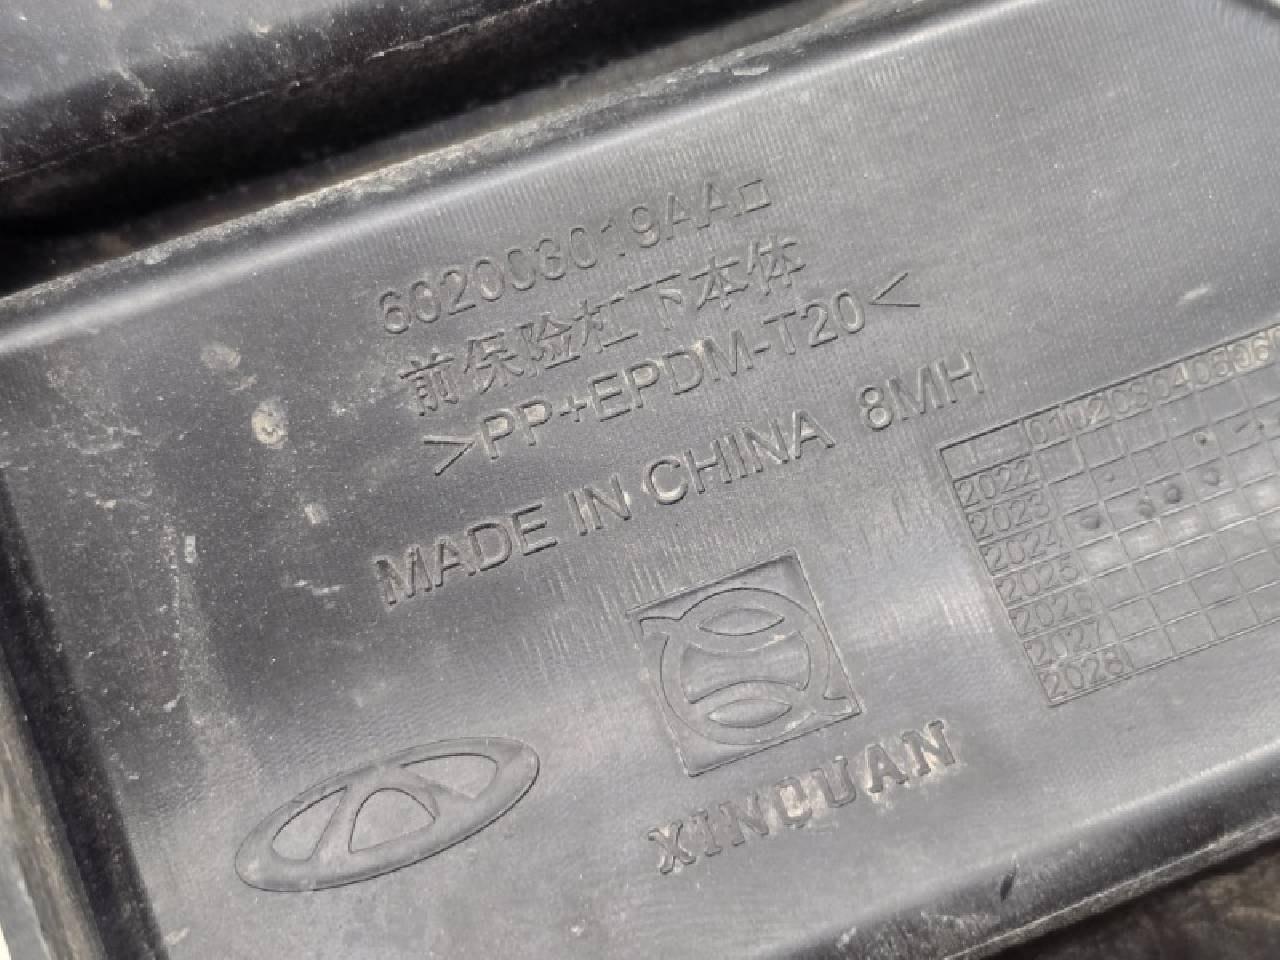 602003019AA□
前保险杠下本体
>PP+EPDM-T20<
MADE IN CHINA 8MH
01 02 03 04 05 06
2022
2023
2024
2025
2026
2027
2028
XINQUAN